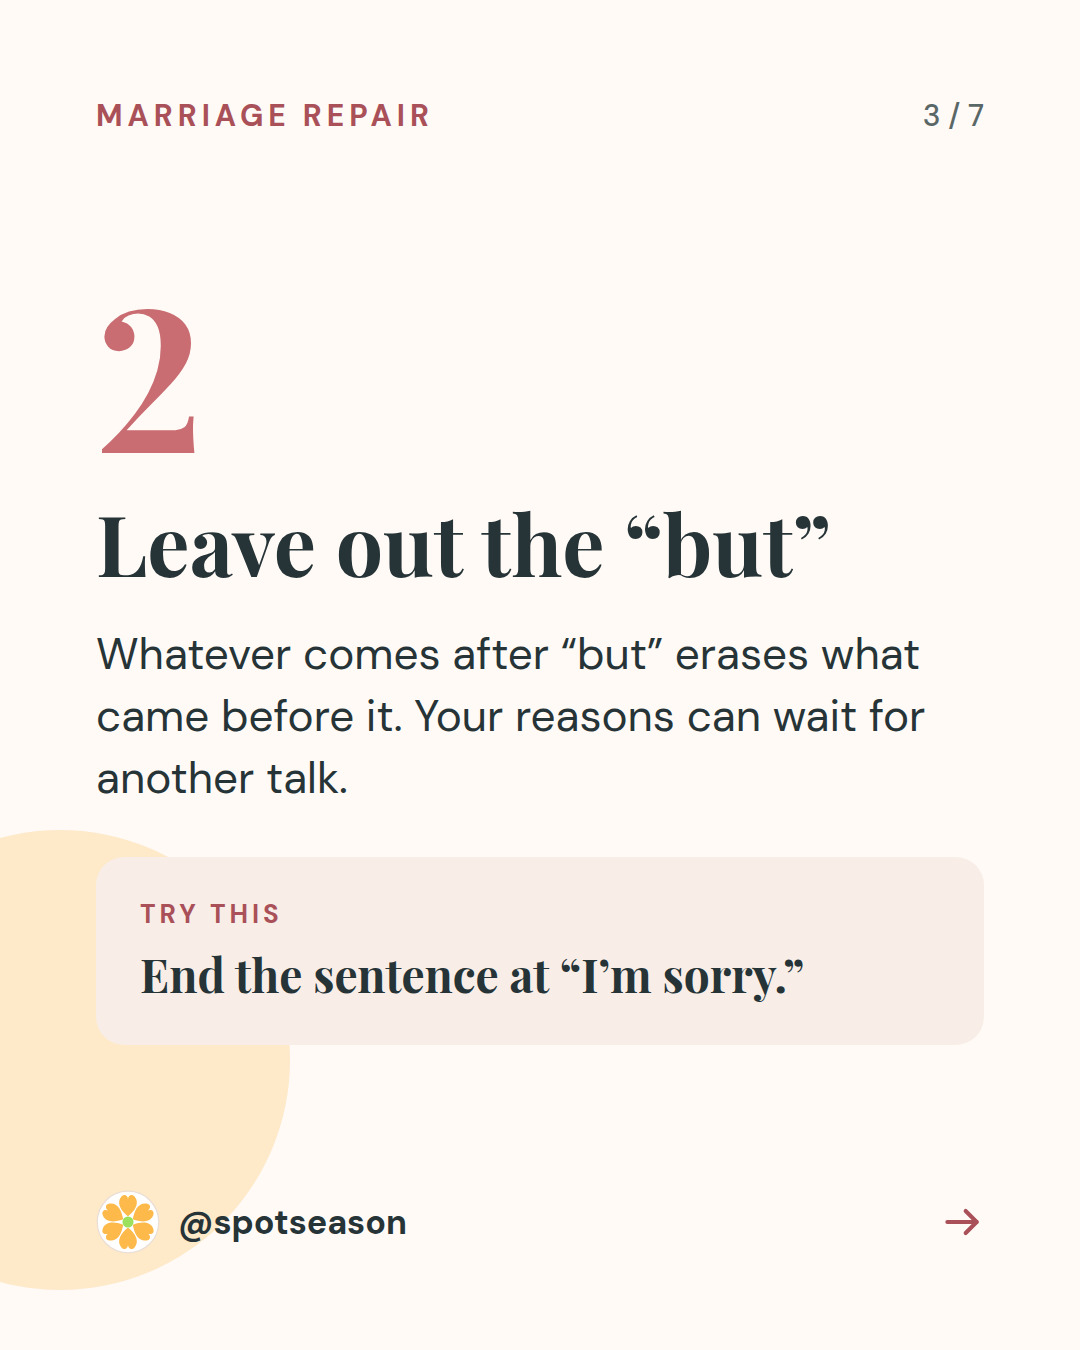 MARRIAGE REPAIR
3 / 7
2
Leave out the “but”
Whatever comes after “but” erases what
came before it. Your reasons can wait for
another talk.
TRY THIS
End the sentence at “I’m sorry.”
@spotseason